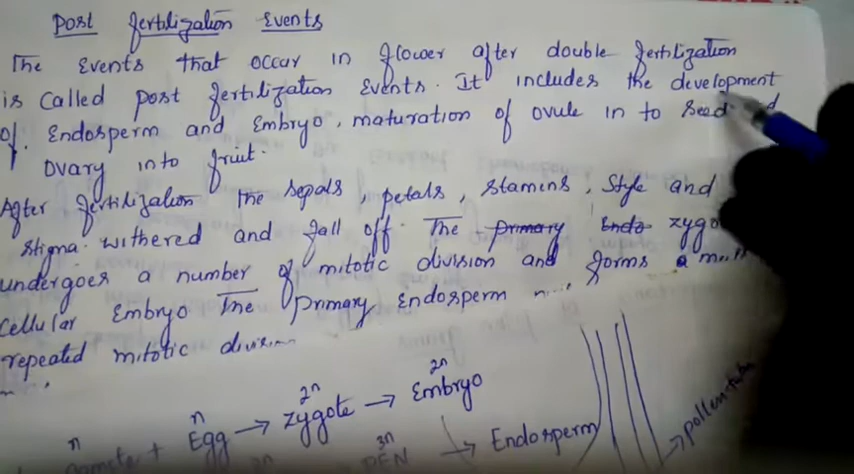 Post fertilization Events
The Events that occur in flower after double fertilization
is called post fertilization Events. It includes the development
of Endosperm and Embryo, maturation of ovule in to seed
ovary into fruit.
After fertilization the sepals, petals, stamens, style and
stigma withered and fall off. The primary Endo
undergoes a number of mitotic division and forms a
cellular Embryo The primary Endosperm
repeated mitotic
2n 2n
n Egg → Zygote → Embryo
n +
3n
PEN → Endosperm
→ pollen tube